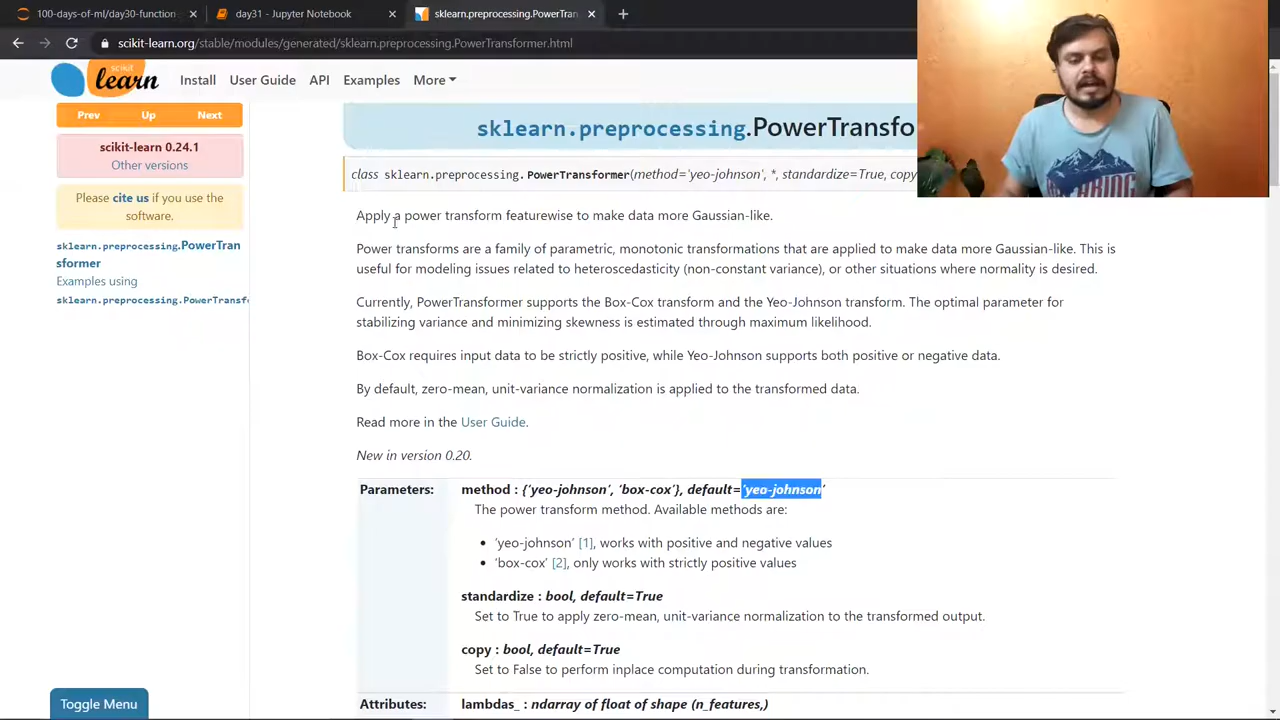 100-days-of-ml/day30-function
day31 - Jupyter Notebook
sklearn.preprocessing.PowerTran
scikit-learn.org/stable/modules/generated/sklearn.preprocessing.PowerTransformer.html
scikit
learn
Install
User Guide
API
Examples
More
Prev
Up
Next
scikit-learn 0.24.1
Other versions
Please cite us if you use the
software.
sklearn.preprocessing.PowerTran
sformer
Examples using
sklearn.preprocessing.PowerTransf
sklearn.preprocessing.PowerTransfo
class sklearn.preprocessing.PowerTransformer(method='yeo-johnson', *, standardize=True, copy
Apply a power transform featurewise to make data more Gaussian-like.
Power transforms are a family of parametric, monotonic transformations that are applied to make data more Gaussian-like. This is
useful for modeling issues related to heteroscedasticity (non-constant variance), or other situations where normality is desired.
Currently, PowerTransformer supports the Box-Cox transform and the Yeo-Johnson transform. The optimal parameter for
stabilizing variance and minimizing skewness is estimated through maximum likelihood.
Box-Cox requires input data to be strictly positive, while Yeo-Johnson supports both positive or negative data.
By default, zero-mean, unit-variance normalization is applied to the transformed data.
Read more in the User Guide.
New in version 0.20.
Parameters:
method : {'yeo-johnson', 'box-cox'}, default='yeo-johnson'
The power transform method. Available methods are:
• 'yeo-johnson' [1], works with positive and negative values
• 'box-cox' [2], only works with strictly positive values
standardize : bool, default=True
Set to True to apply zero-mean, unit-variance normalization to the transformed output.
copy : bool, default=True
Set to False to perform inplace computation during transformation.
Attributes:
lambdas_ : ndarray of float of shape (n_features,)
Toggle Menu